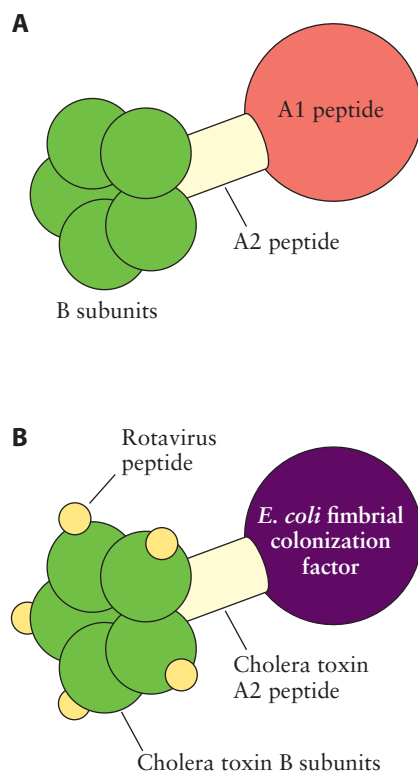 A
A1 peptide
A2 peptide
B subunits
B
Rotavirus
peptide
E. coli fimbrial
colonization
factor
Cholera toxin
A2 peptide
Cholera toxin B subunits